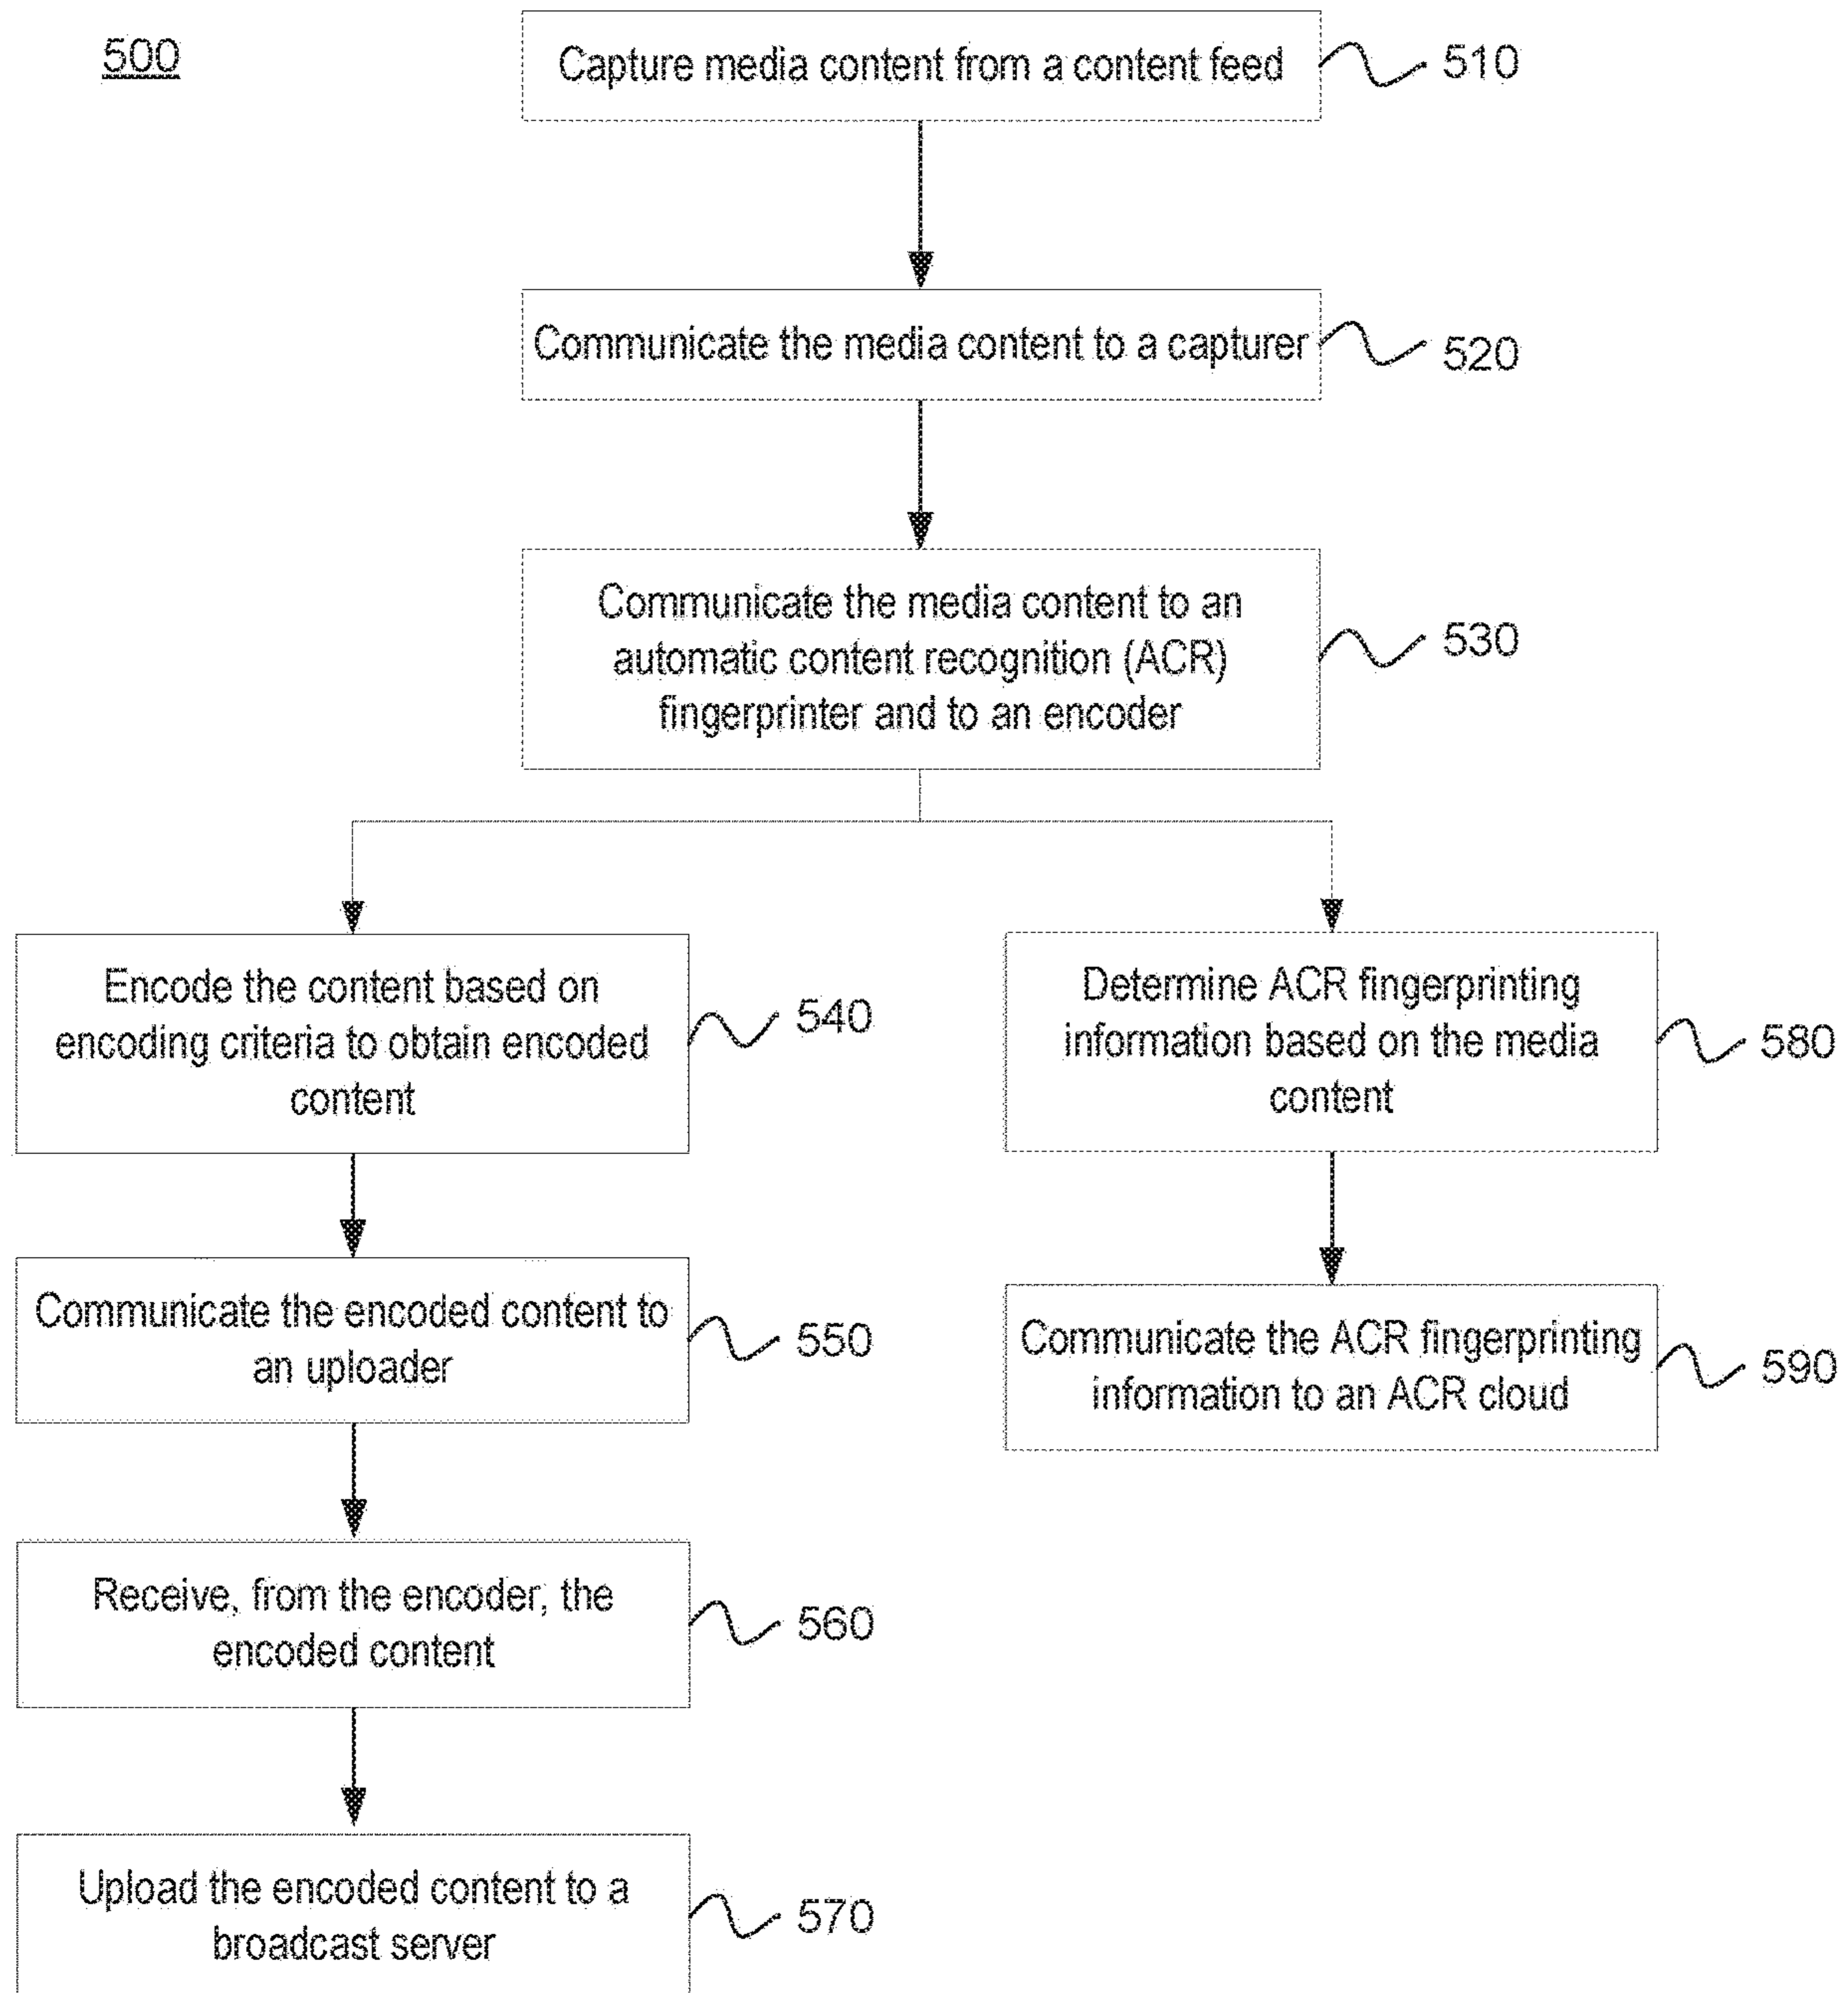 500
Capture media content from a content feed
510
Communicate the media content to a capturer
520
Communicate the media content to an
automatic content recognition (ACR)
fingerprinter and to an encoder
530
Encode the content based on
encoding criteria to obtain encoded
content
540
Communicate the encoded content to
an uploader
550
Receive, from the encoder, the
encoded content
560
Upload the encoded content to a
broadcast server
570
Determine ACR fingerprinting
information based on the media
content
580
Communicate the ACR fingerprinting
information to an ACR cloud
590